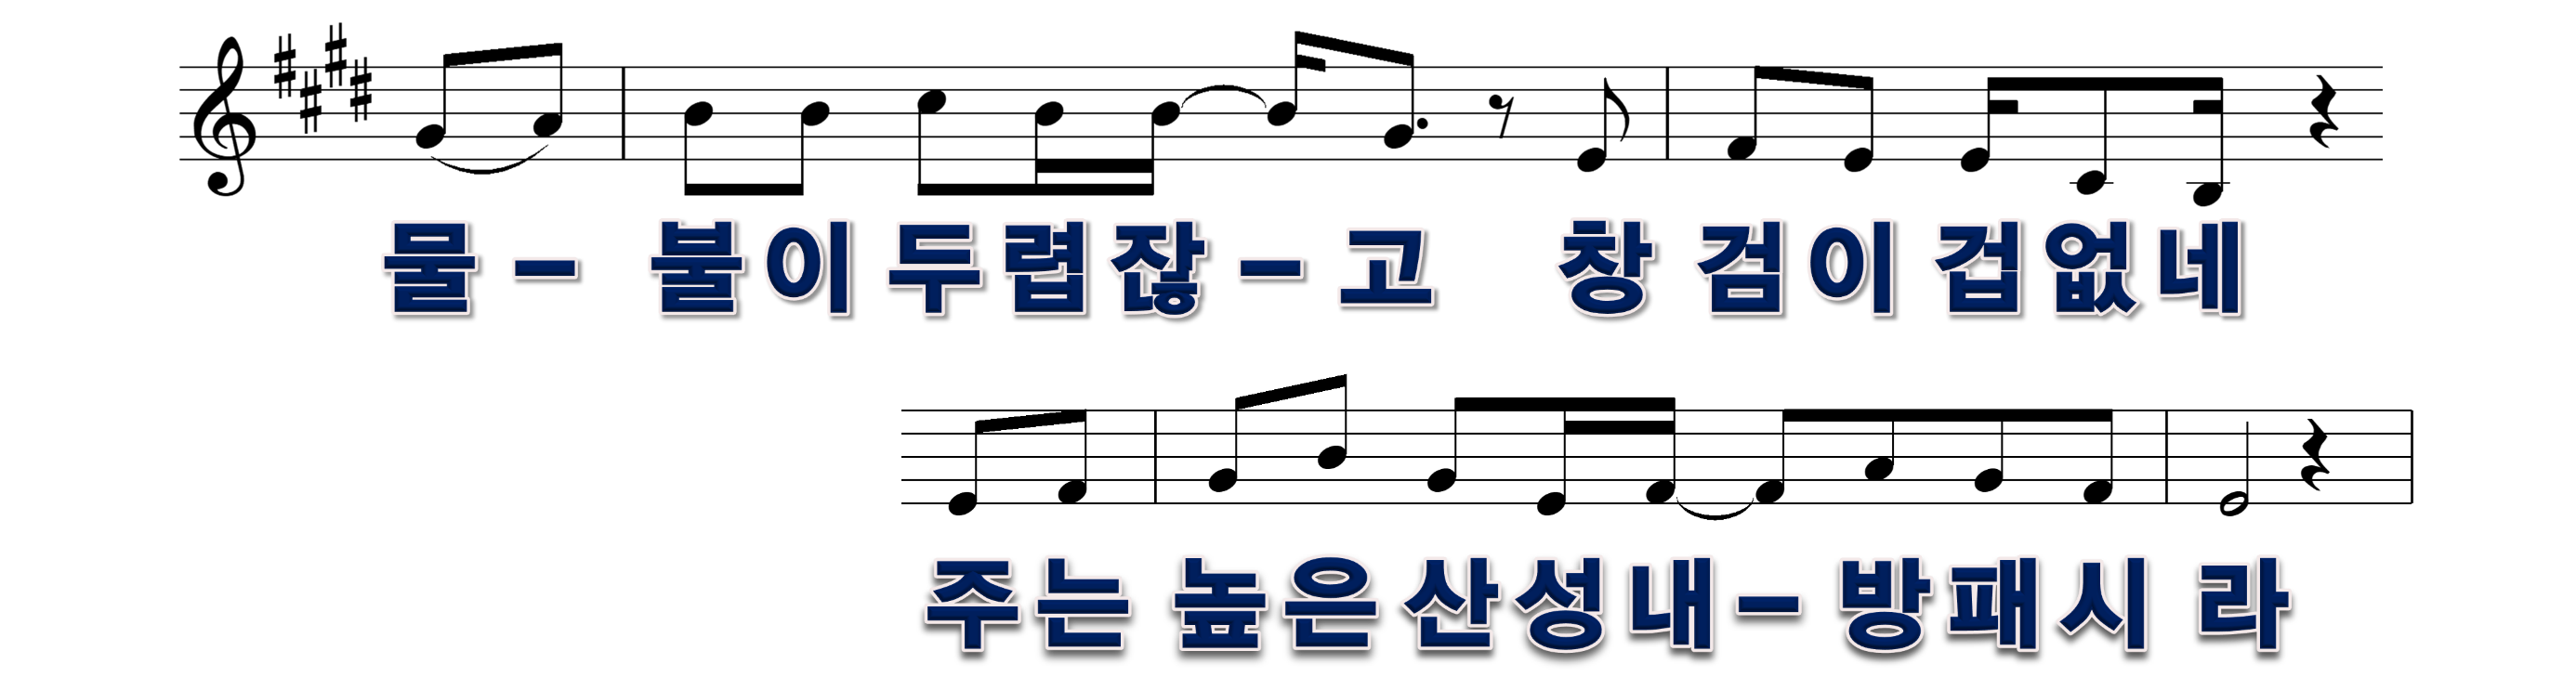 물 - 불이 두렵잖 - 고 창 검이 겁없네
주는 높은 산성내 - 방패시 라